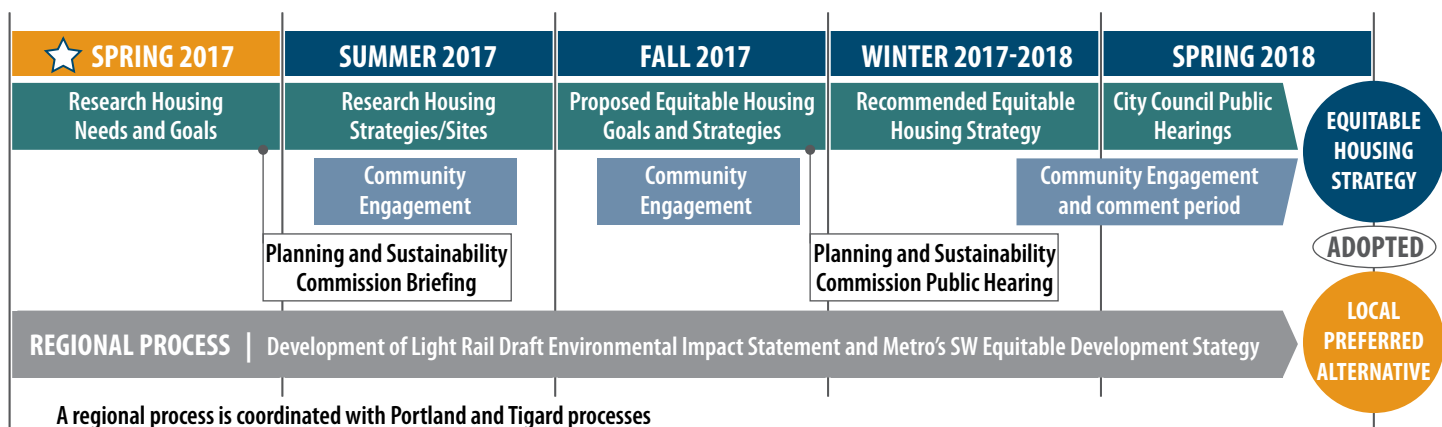 SPRING 2017
SUMMER 2017
FALL 2017
WINTER 2017-2018
SPRING 2018
Research Housing
Needs and Goals
Research Housing
Strategies/Sites
Proposed Equitable Housing
Goals and Strategies
Recommended Equitable
Housing Strategy
City Council Public
Hearings
EQUITABLE
HOUSING
STRATEGY
Community
Engagement
Community
Engagement
Community Engagement
and comment period
Planning and Sustainability
Commission Briefing
Planning and Sustainability
Commission Public Hearing
ADOPTED
REGIONAL PROCESS | Development of Light Rail Draft Environmental Impact Statement and Metro's SW Equitable Development Stategy
LOCAL
PREFERRED
ALTERNATIVE
A regional process is coordinated with Portland and Tigard processes